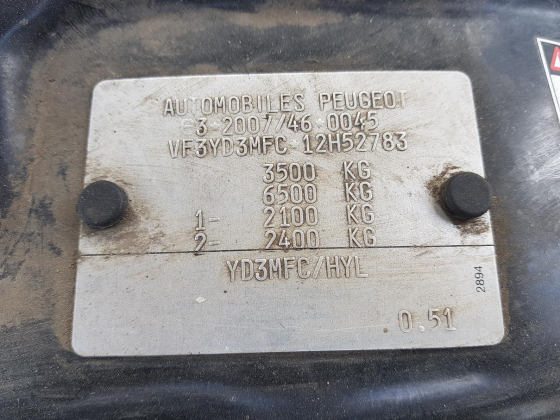 AUTOMOBILES PEUGEOT
e3*2007/46*0045
VF3YD3MFC 12H52783
3500 KG
6500 KG
1- 2100 KG
2- 2400 KG
YD3MFC/HYL
2894
0.51